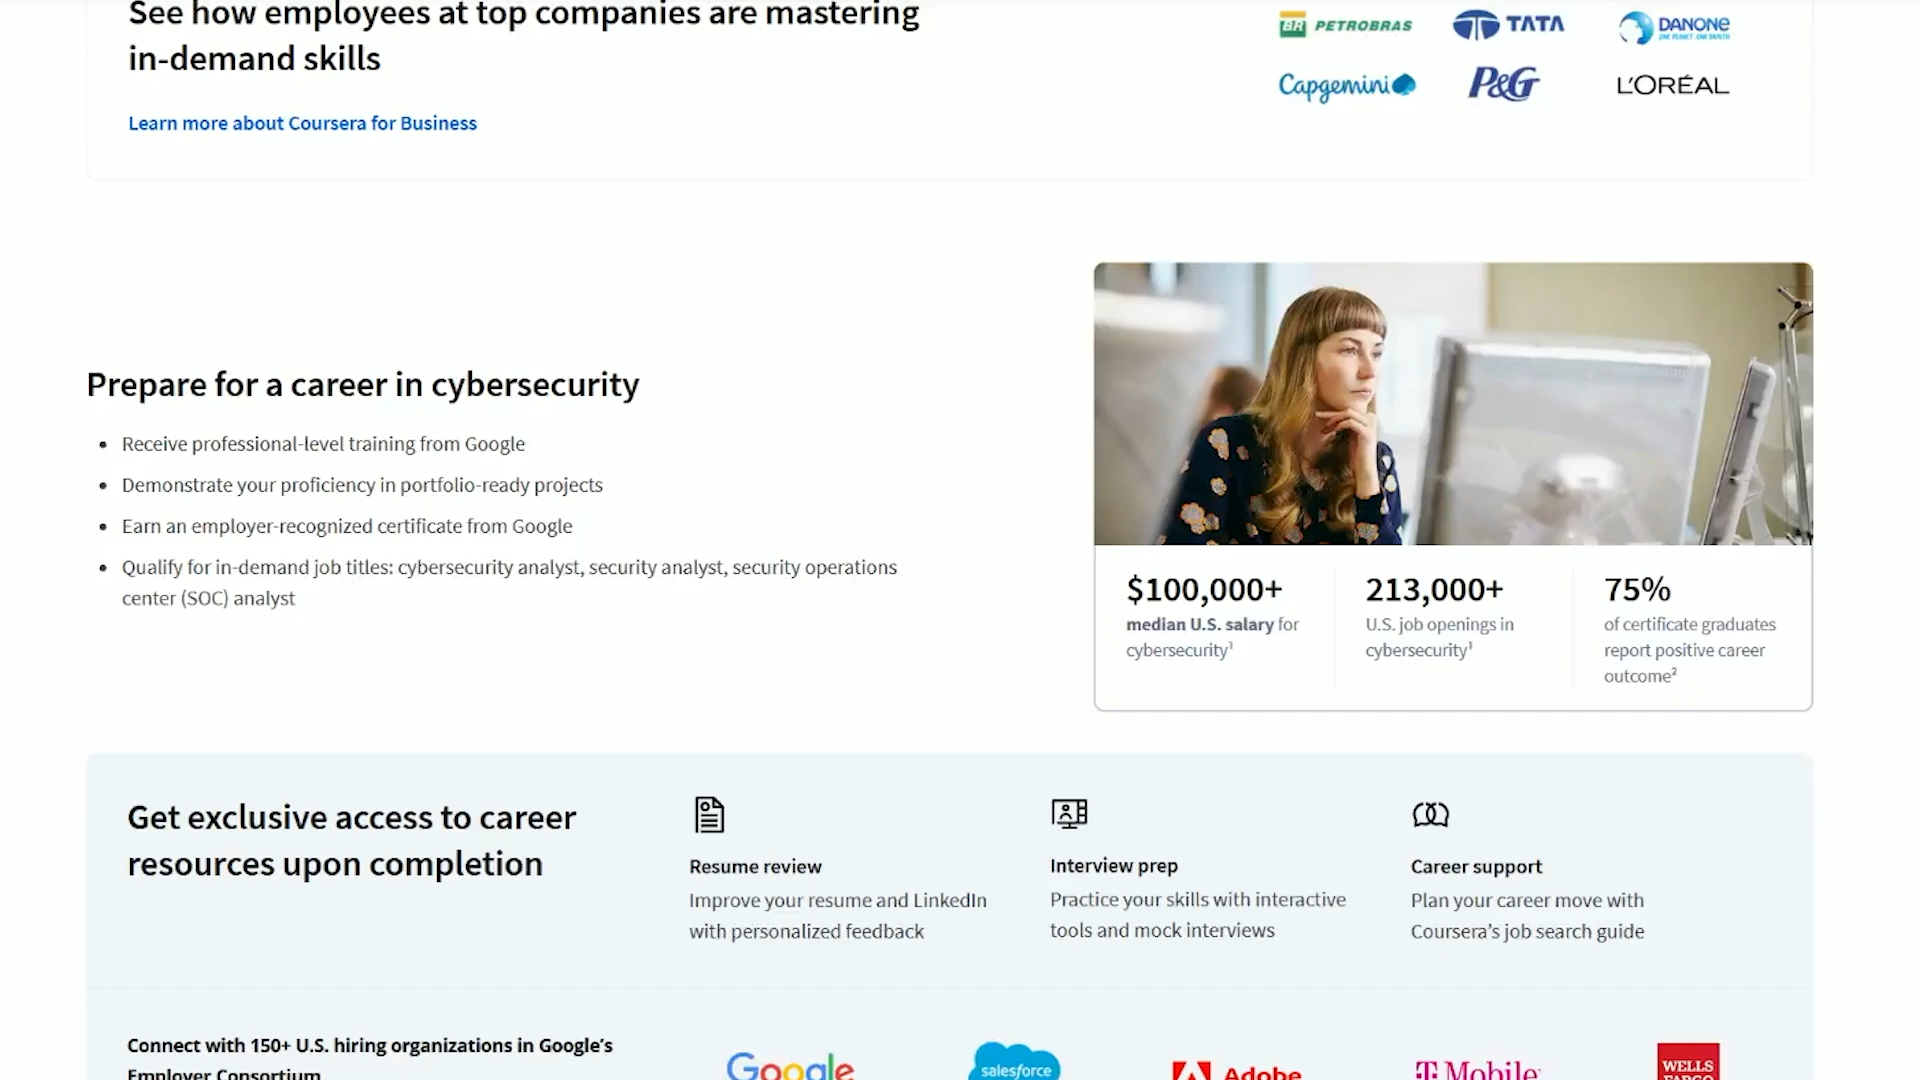 See how employees at top companies are mastering
in-demand skills
Learn more about Coursera for Business
BR PETROBRAS
TATA
DANONE
ONE PLANET. ONE HEALTH
Capgemini
P&G
L'ORÉAL
Prepare for a career in cybersecurity
• Receive professional-level training from Google
• Demonstrate your proficiency in portfolio-ready projects
• Earn an employer-recognized certificate from Google
• Qualify for in-demand job titles: cybersecurity analyst, security analyst, security operations
center (SOC) analyst
$100,000+
median U.S. salary for
cybersecurity¹
213,000+
U.S. job openings in
cybersecurity¹
75%
of certificate graduates
report positive career
outcome²
Get exclusive access to career
resources upon completion
Resume review
Improve your resume and LinkedIn
with personalized feedback
Interview prep
Practice your skills with interactive
tools and mock interviews
Career support
Plan your career move with
Coursera's job search guide
Connect with 150+ U.S. hiring organizations in Google's
Employer Consortium
Google
salesforce
Adobe
T Mobile
WELLS
FARGO